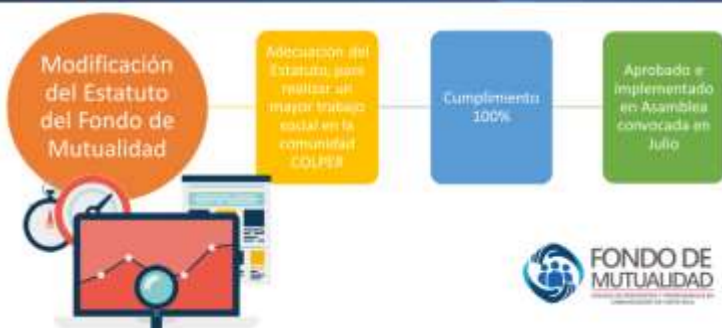 Modificación
del Estatuto
del Fondo de
Mutualidad
Adecuación del
Estatuto, para
realizar un
mayor trabajo
social en la
comunidad
COLPER
Cumplimiento
100%
Aprobado e
implementado
en Asamblea
convocada en
Julio
FONDO DE
MUTUALIDAD